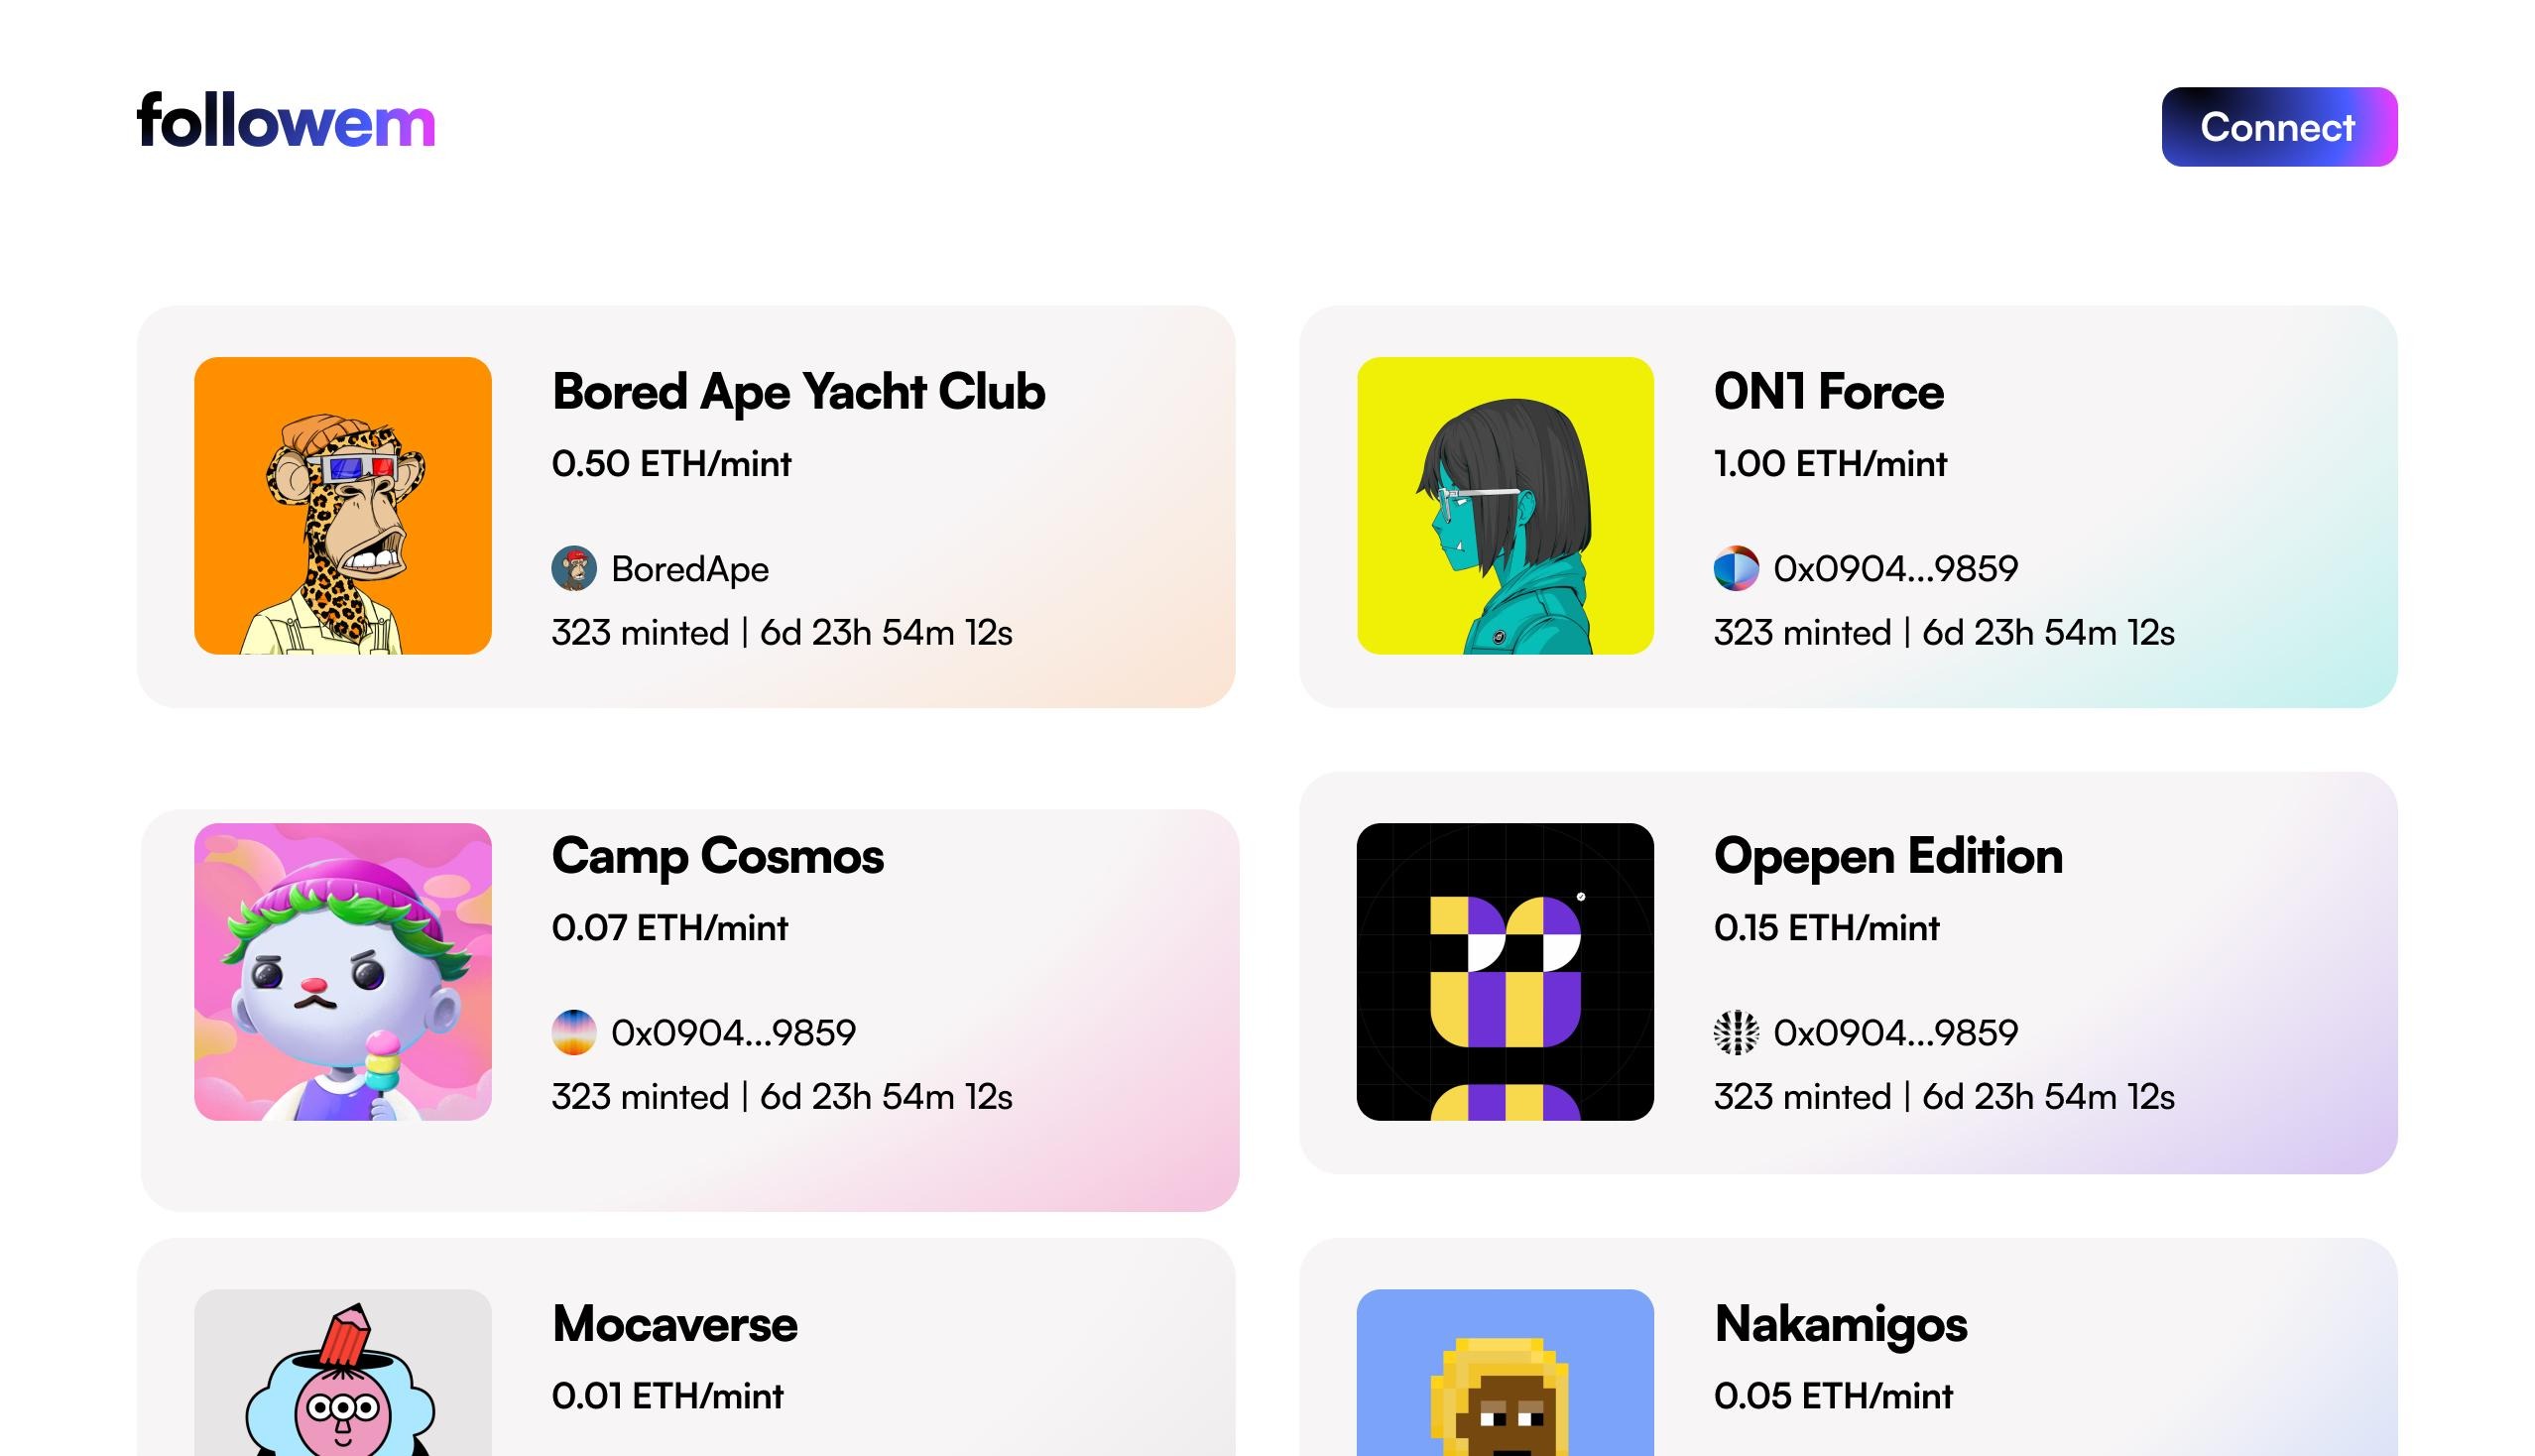 followem
Connect
Bored Ape Yacht Club
0.50 ETH/mint
BoredApe
323 minted | 6d 23h 54m 12s
0N1 Force
1.00 ETH/mint
0x0904...9859
323 minted | 6d 23h 54m 12s
Camp Cosmos
0.07 ETH/mint
0x0904...9859
323 minted | 6d 23h 54m 12s
Opepen Edition
0.15 ETH/mint
0x0904...9859
323 minted | 6d 23h 54m 12s
Mocaverse
0.01 ETH/mint
Nakamigos
0.05 ETH/mint